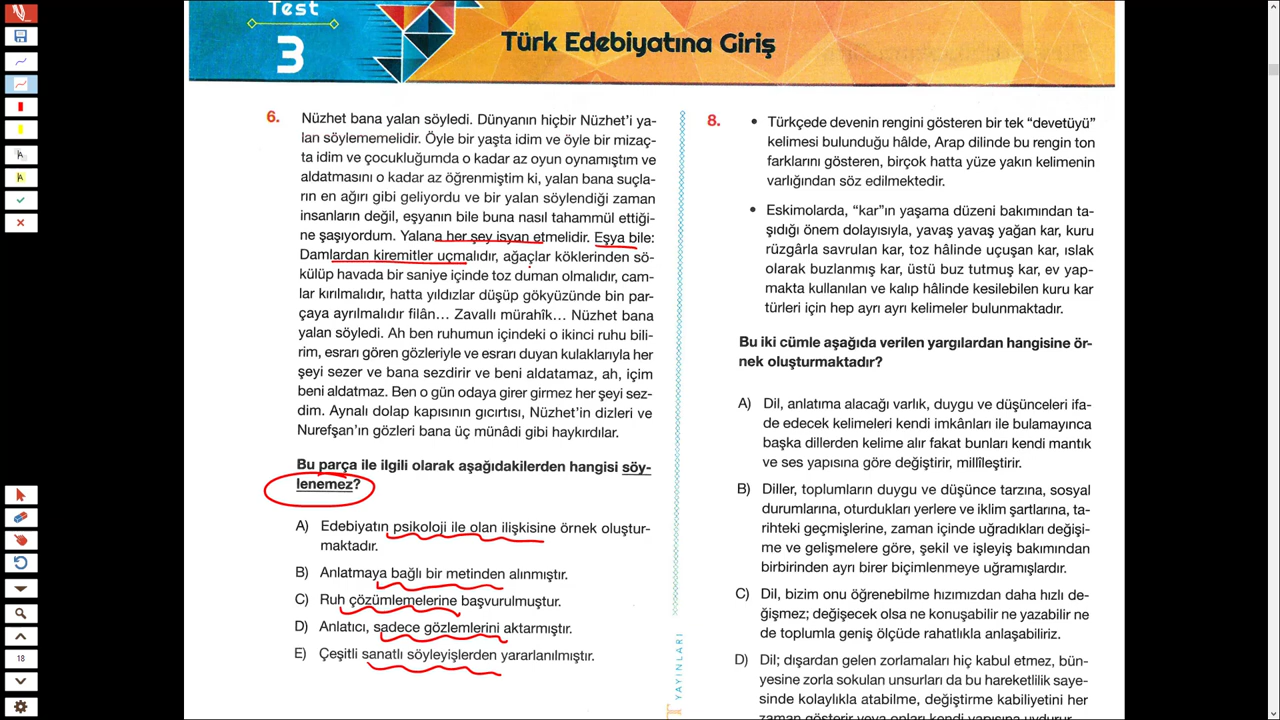 Test
3
Türk Edebiyatına Giriş
6. Nüzhet bana yalan söyledi. Dünyanın hiçbir Nüzhet’i ya-
lan söylememelidir. Öyle bir yaşta idim ve öyle bir mizaç-
ta idim ve çocukluğumda o kadar az oyun oynamıştım ve
aldatmasını o kadar az öğrenmiştim ki, yalan bana suçla-
rın en ağırı gibi geliyordu ve bir yalan söylendiği zaman
insanların değil, eşyanın bile buna nasıl tahammül ettiği-
ne şaşıyordum. Yalana her şey isyan etmelidir. Eşya bile:
Damlardan kiremitler uçmalıdır, ağaçlar köklerinden sö-
külüp havada bir saniye içinde toz duman olmalıdır, cam-
lar kırılmalıdır, hatta yıldızlar düşüp gökyüzünde bin par-
çaya ayrılmalıdır filân… Zavallı mürahik… Nüzhet bana
yalan söyledi. Ah ben ruhumun içindeki o ikinci ruhu bili-
rim, esrarı gören gözleriyle ve esrarı duyan kulaklarıyla her
şeyi sezer ve bana sezdirir ve beni aldatamaz, ah, içim
beni aldatmaz. Ben o gün odaya girer girmez her şeyi sez-
dim. Aynalı dolap kapısının gıcırtısı, Nüzhet’in dizleri ve
Nurefşan’ın gözleri bana üç münâdi gibi haykırdılar.
Bu parça ile ilgili olarak aşağıdakilerden hangisi söy-
lenemez?
A) Edebiyatın psikoloji ile olan ilişkisine örnek oluştur-
maktadır.
B) Anlatmaya bağlı bir metinden alınmıştır.
C) Ruh çözümlemelerine başvurulmuştur.
D) Anlatıcı, sadece gözlemlerini aktarmıştır.
E) Çeşitli sanatlı söyleyişlerden yararlanılmıştır.
YAYINLARI
8. • Türkçede devenin rengini gösteren bir tek “devetüyü”
kelimesi bulunduğu hâlde, Arap dilinde bu rengin ton
farklarını gösteren, birçok hatta yüze yakın kelimenin
varlığından söz edilmektedir.
• Eskimolarda, “kar”ın yaşama düzeni bakımından ta-
şıdığı önem dolayısıyla, yavaş yavaş yağan kar, kuru
rüzgârla savrulan kar, toz hâlinde uçuşan kar, ıslak
olarak buzlanmış kar, üstü buz tutmuş kar, ev yap-
makta kullanılan ve kalıp hâlinde kesilebilen kuru kar
türleri için hep ayrı ayrı kelimeler bulunmaktadır.
Bu iki cümle aşağıda verilen yargılardan hangisine ör-
nek oluşturmaktadır?
A) Dil, anlatıma alacağı varlık, duygu ve düşünceleri ifa-
de edecek kelimeleri kendi imkânları ile bulamayınca
başka dillerden kelime alır fakat bunları kendi mantık
ve ses yapısına göre değiştirir, millîleştirir.
B) Diller, toplumların duygu ve düşünce tarzına, sosyal
durumlarına, oturdukları yerlere ve iklim şartlarına, ta-
rihteki geçmişlerine, zaman içinde uğradıkları değişi-
me ve gelişmelere göre, şekil ve işleyiş bakımından
birbirinden ayrı birer biçimlenmeye uğramışlardır.
C) Dil, bizim onu öğrenebilme hızımızdan daha hızlı de-
ğişmez; değişecek olsa ne konuşabilir ne yazabilir ne
de toplumla geniş ölçüde rahatlıkla anlaşabiliriz.
D) Dil; dışardan gelen zorlamaları hiç kabul etmez, bün-
yesine zorla sokulan unsurları da bu hareketlilik saye-
sinde kolaylıkla atabilme, değiştirme kabiliyetini her
zaman gösterir veya onları kendi yapısına uydurur.
18